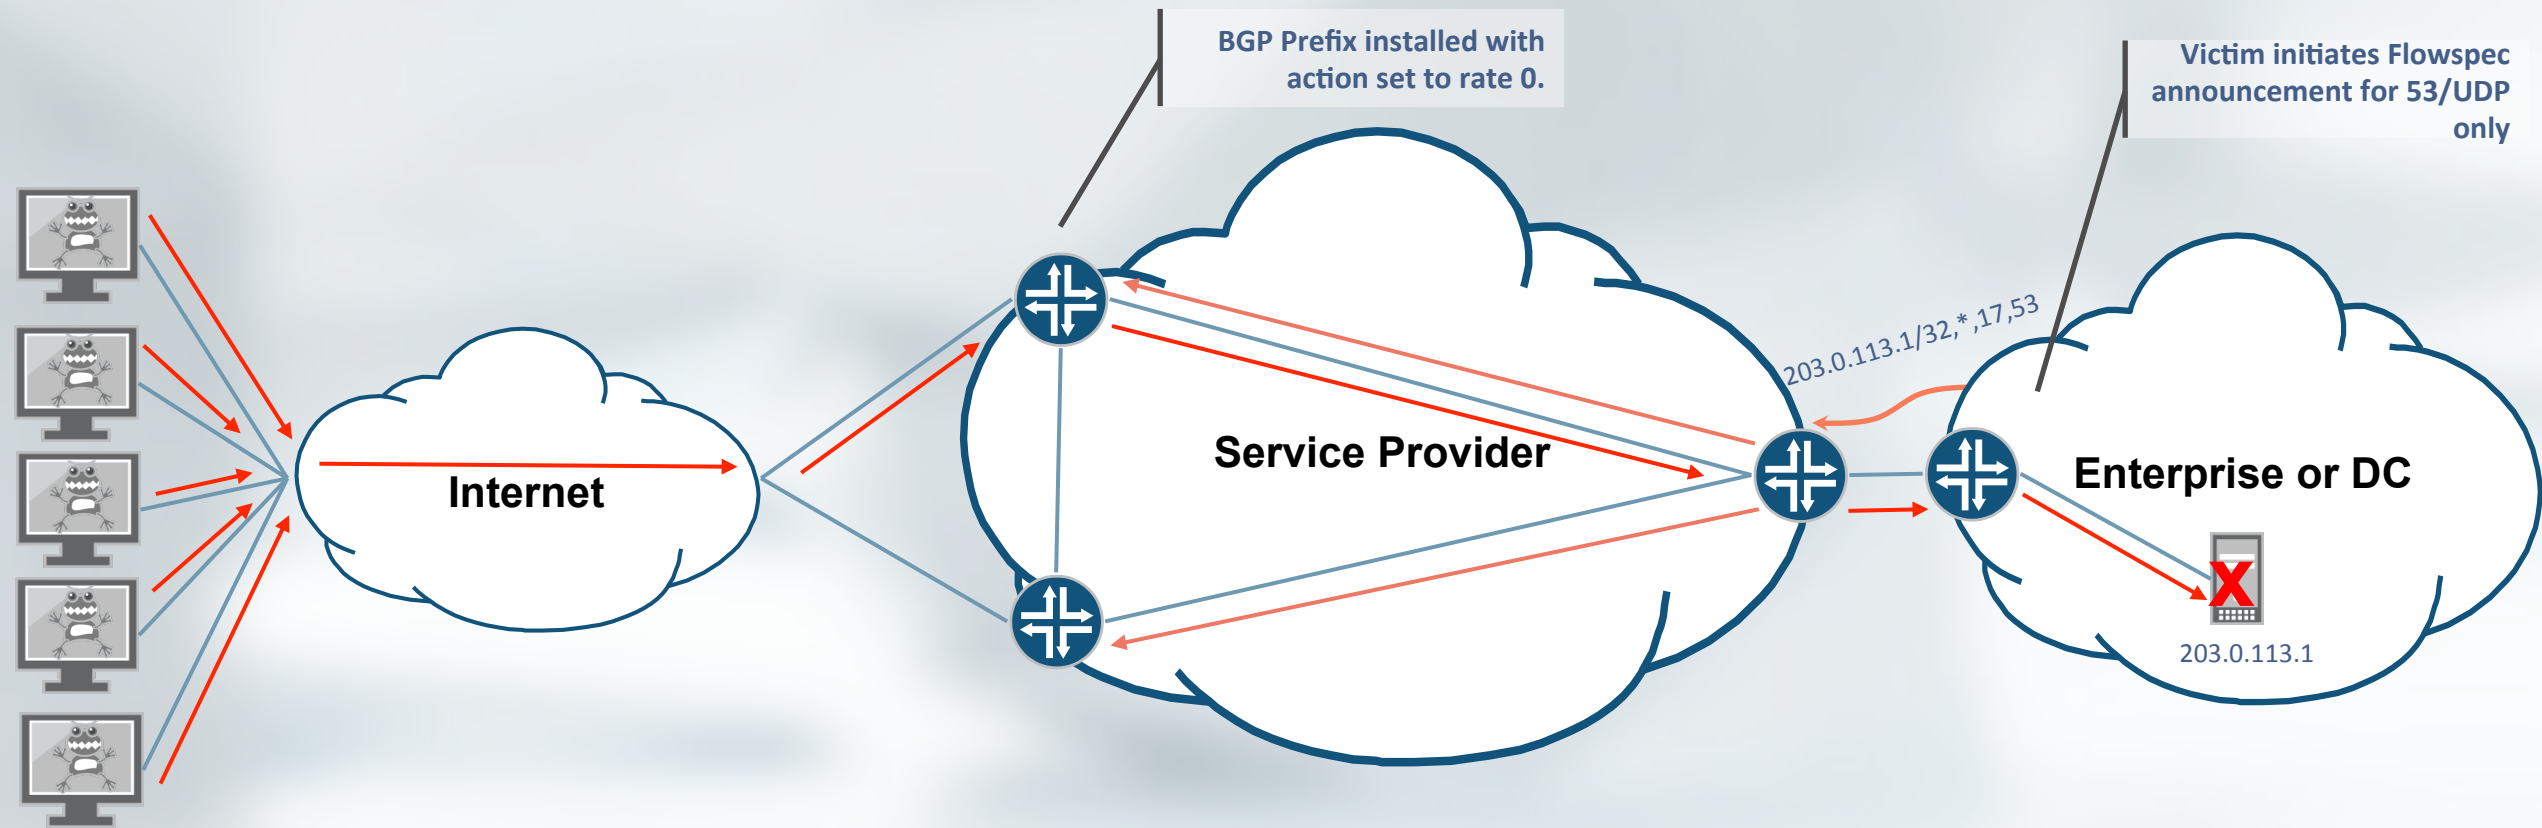 BGP Prefix installed with
action set to rate 0.
Victim initiates Flowspec
announcement for 53/UDP
only
203.0.113.1/32,*,17,53
Service Provider
Enterprise or DC
Internet
203.0.113.1